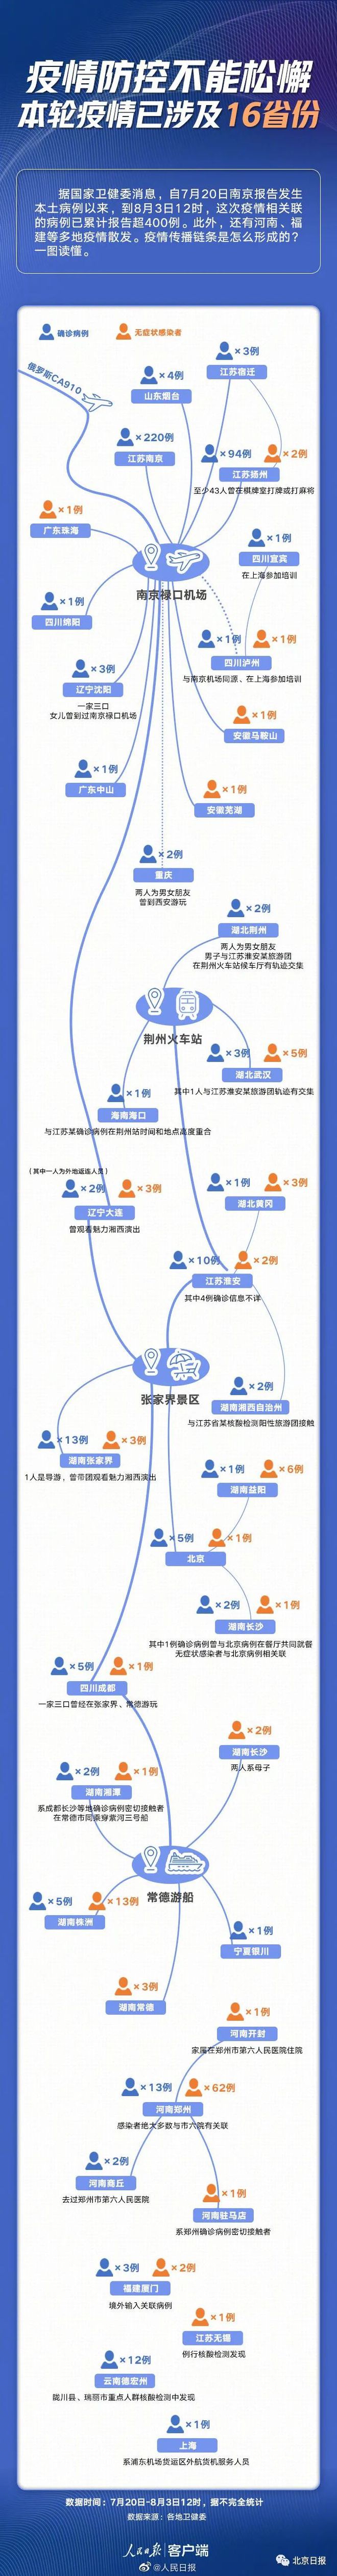 疫情防控不能松懈
本轮疫情已涉及16省份
据国家卫健委消息，自7月20日南京报告发生
本土病例以来，到8月3日12时，这次疫情相关联
的病例已累计报告超400例。此外，还有河南、福
建等多地疫情散发。疫情传播链条是怎么形成的？
一图读懂。
确诊病例
无症状感染者
俄罗斯CA910
×3例
江苏宿迁
×4例
山东烟台
×220例
江苏南京
×94例 ×2例
江苏扬州
至少43人曾在棋牌室打牌或打麻将
×1例
广东珠海
×1例
四川宜宾
在上海参加培训
南京禄口机场
×1例
四川绵阳
×1例 ×1例
四川泸州
与南京机场同源、在上海参加培训
×3例
辽宁沈阳
一家三口
女儿曾到过南京禄口机场
×1例
安徽马鞍山
×1例
广东中山
×1例
安徽芜湖
×2例
重庆
两人为男女朋友
曾到西安游玩
×2例
湖北荆州
两人为男女朋友
男子与江苏淮安某旅游团
在荆州火车站候车厅有轨迹交集
荆州火车站
×3例 ×5例
湖北武汉
其中1人与江苏淮安某旅游团轨迹有交集
×1例
海南海口
与江苏某确诊病例在荆州站时间和地点高度重合
（其中一人为外地返连人员）
×2例 ×3例
辽宁大连
曾观看魅力湘西演出
×1例 ×3例
湖北黄冈
×10例 ×2例
江苏淮安
其中4例确诊信息不详
张家界景区
×2例
湖南湘西自治州
与江苏省某核酸检测阳性旅游团接触
×13例 ×3例
湖南张家界
1人是导游，曾带团观看魅力湘西演出
×1例 ×6例
湖南益阳
×5例 ×1例
北京
×2例 ×1例
湖南长沙
其中1例确诊病例曾与北京病例在餐厅共同就餐
无症状感染者与北京病例相关联
×5例 ×1例
四川成都
一家三口曾经在张家界、常德游玩
×2例
湖南长沙
两人系母子
×2例 ×1例
湖南湘潭
系成都长沙等地确诊病例密切接触者
在常德市同乘穿紫河三号船
常德游船
×5例 ×13例
湖南株洲
×1例
宁夏银川
×3例
湖南常德
×1例
河南开封
家属在郑州市第六人民医院住院
×13例 ×62例
河南郑州
感染者绝大多数与市六院有关联
×2例
河南商丘
去过郑州市第六人民医院
×1例
河南驻马店
系郑州确诊病例密切接触者
×3例 ×2例
福建厦门
境外输入关联病例
×1例
江苏无锡
例行核酸检测发现
×12例
云南德宏州
陇川县、瑞丽市重点人群核酸检测中发现
×1例
上海
系浦东机场货运区外航货机服务人员
数据时间：7月20日-8月3日12时，据不完全统计
数据来源：各地卫健委
人民日报 客户端
@人民日报
北京日报